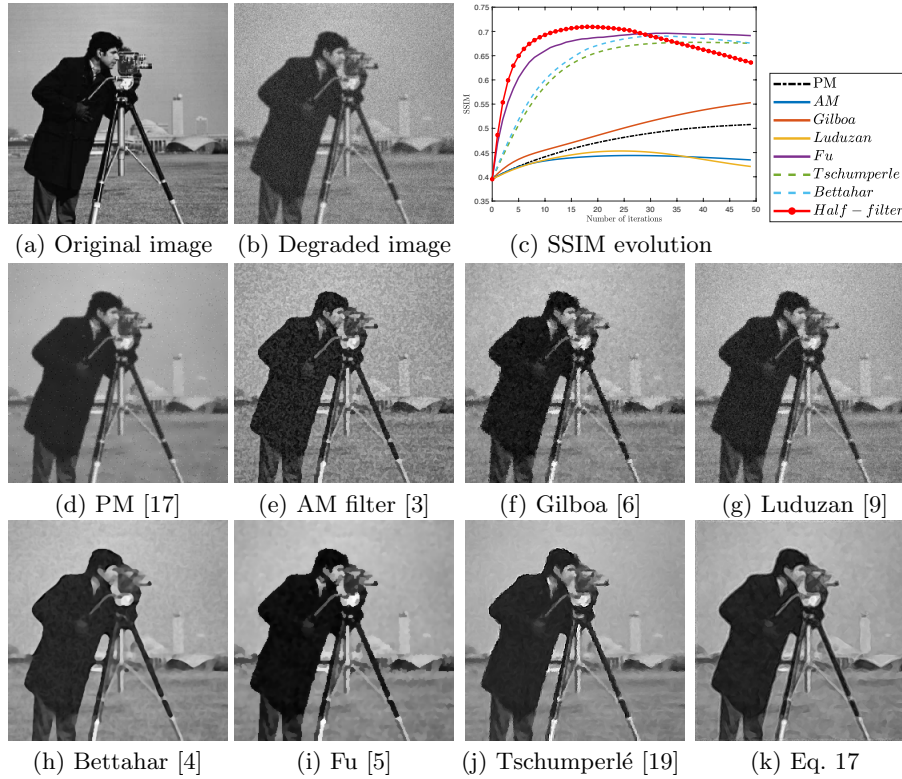 0.75
0.7
0.65
0.6
0.55
0.5
0.45
0.4
0.35
SSIM
0 5 10 15 20 25 30 35 40 45 50
Number of iterations
PM
AM
Gilboa
Luduzan
Fu
Tschumperle
Bettahar
Half - filter
(a) Original image (b) Degraded image (c) SSIM evolution
(d) PM [17] (e) AM filter [3] (f) Gilboa [6] (g) Luduzan [9]
(h) Bettahar [4] (i) Fu [5] (j) Tschumperlé [19] (k) Eq. 17